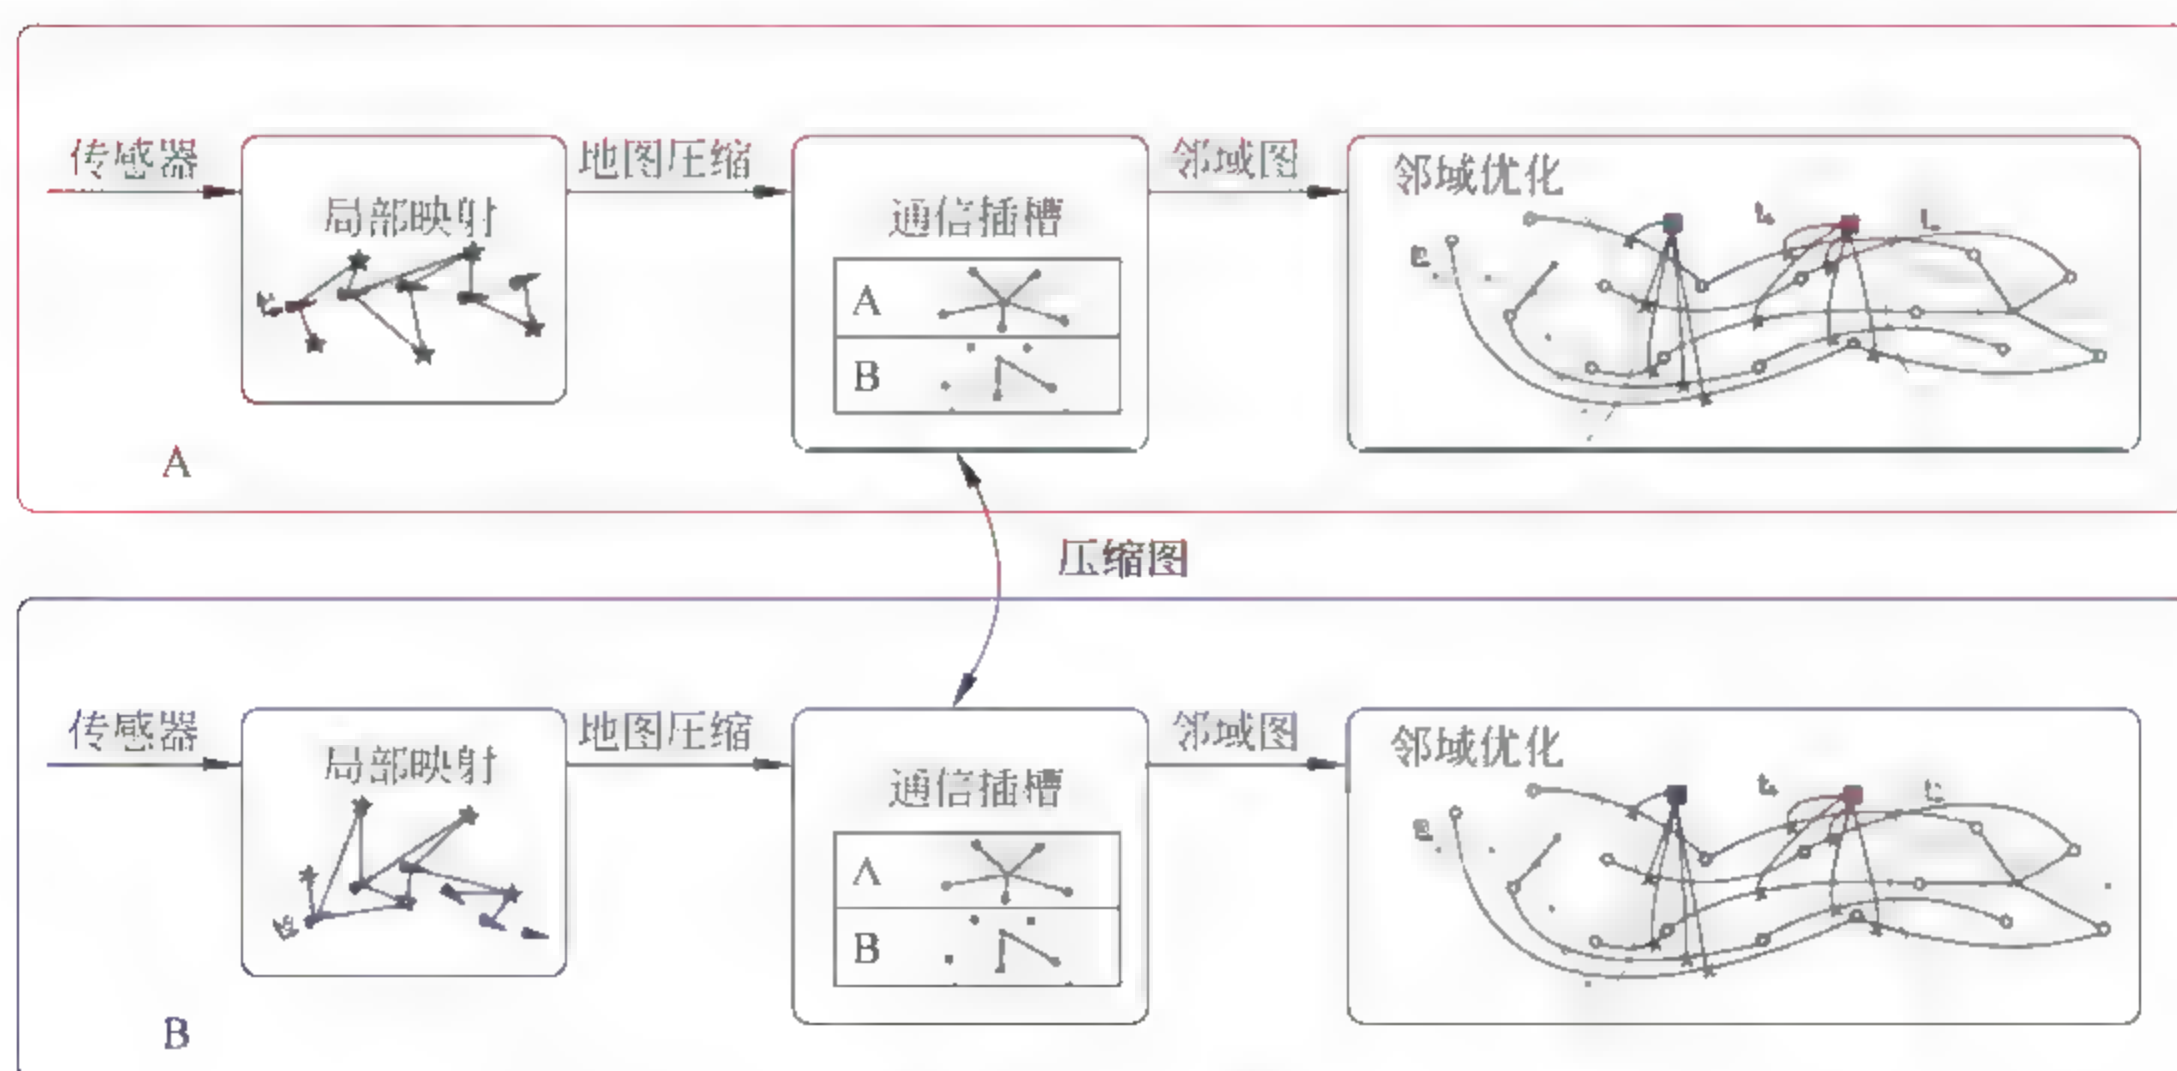 传感器
地图压缩
邻域图
局部映射
通信插槽
邻域优化
A
B
A
压缩图
传感器
地图压缩
邻域图
局部映射
通信插槽
邻域优化
A
B
B